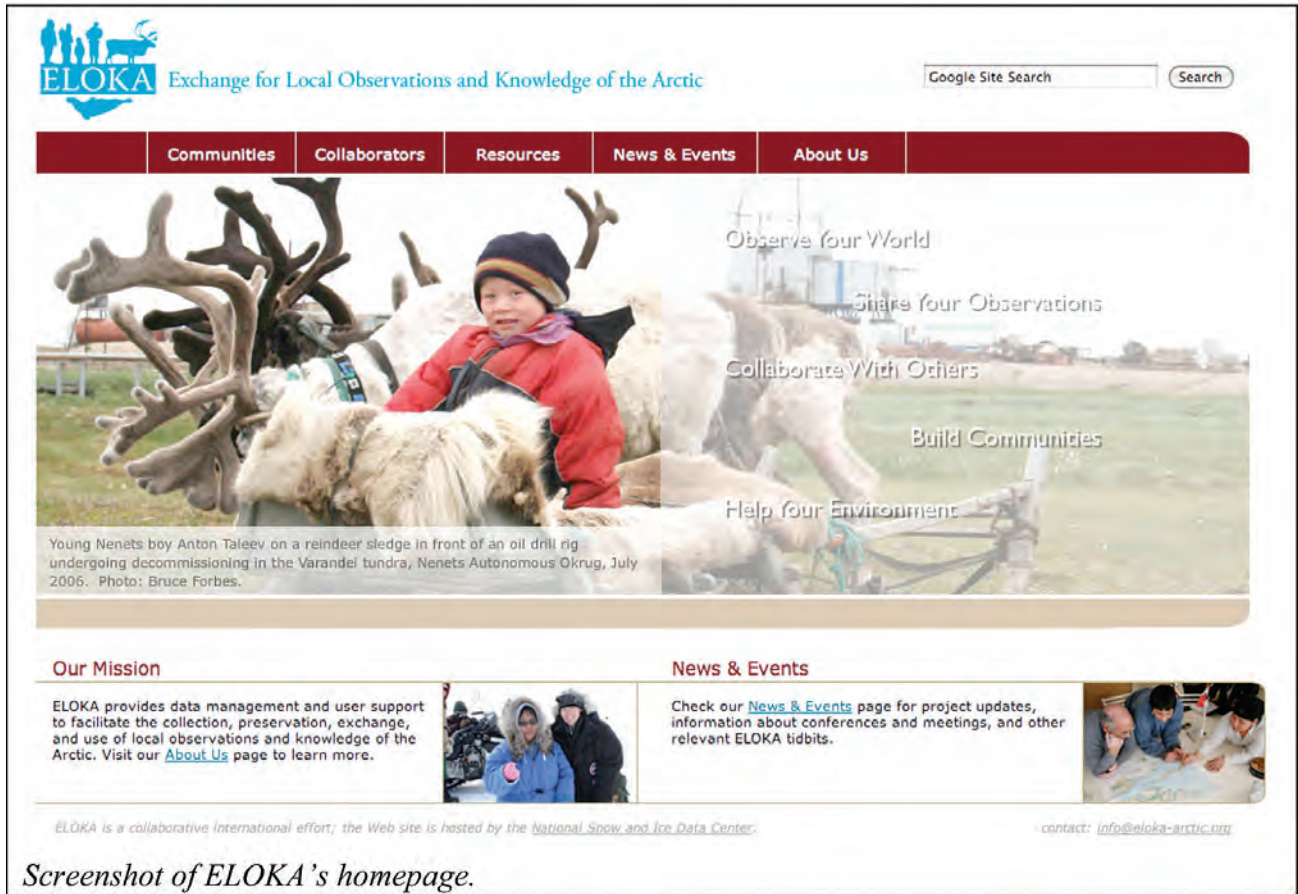 ELOKA
Exchange for Local Observations and Knowledge of the Arctic
Google Site Search
Search
Communities
Collaborators
Resources
News & Events
About Us
Observe Your World
Share Your Observations
Collaborate With Others
Build Communities
Help Your Environment
Young Nenets boy Anton Taleev on a reindeer sledge in front of an oil drill rig
undergoing decommissioning in the Varandei tundra, Nenets Autonomous Okrug, July
2006. Photo: Bruce Forbes.
Our Mission
ELOKA provides data management and user support
to facilitate the collection, preservation, exchange,
and use of local observations and knowledge of the
Arctic. Visit our About Us page to learn more.
News & Events
Check our News & Events page for project updates,
information about conferences and meetings, and other
relevant ELOKA tidbits.
ELOKA is a collaborative international effort; the Web site is hosted by the National Snow and Ice Data Center.
contact: info@eloka-arctic.org
Screenshot of ELOKA's homepage.